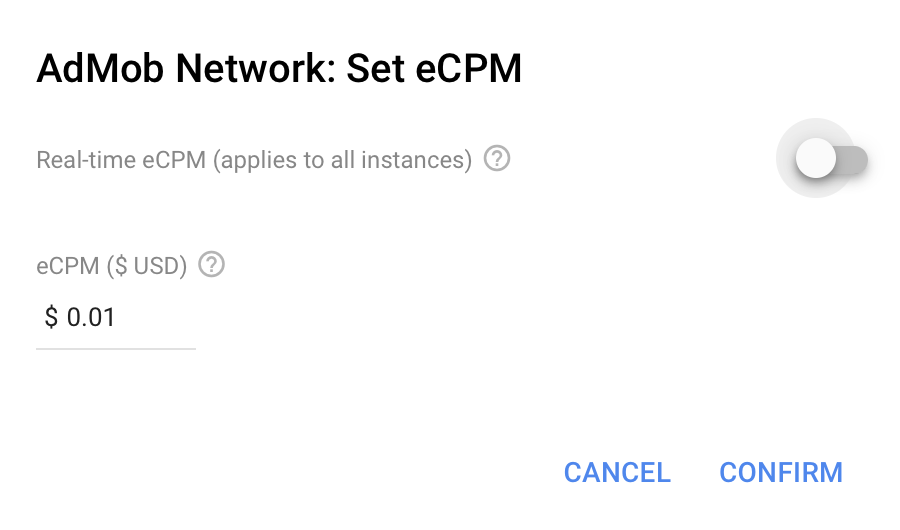 AdMob Network: Set eCPM
Real-time eCPM (applies to all instances) ?
eCPM ($ USD) ?
$ 0.01
CANCEL CONFIRM